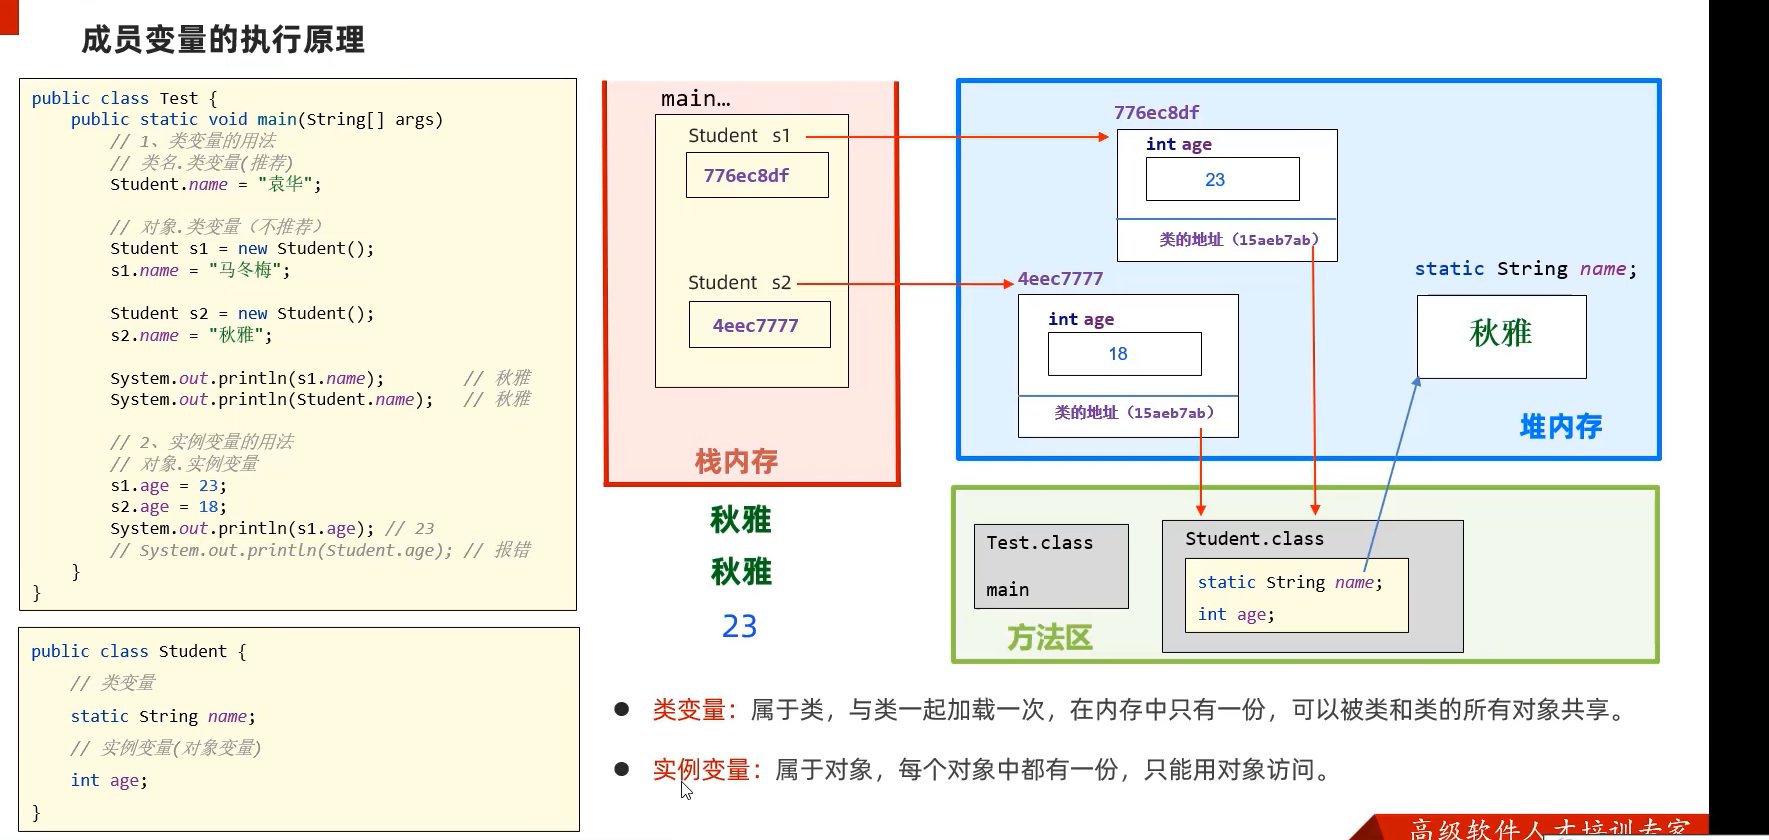 成员变量的执行原理
public class Test {
public static void main(String[] args)
// 1、类变量的用法
// 类名.类变量(推荐)
Student.name = "袁华";
// 对象.类变量（不推荐）
Student s1 = new Student();
s1.name = "马冬梅";
Student s2 = new Student();
s2.name = "秋雅";
System.out.println(s1.name); // 秋雅
System.out.println(Student.name); // 秋雅
// 2、实例变量的用法
// 对象.实例变量
s1.age = 23;
s2.age = 18;
System.out.println(s1.age); // 23
// System.out.println(Student.age); // 报错
}
}
public class Student {
// 类变量
static String name;
// 实例变量(对象变量)
int age;
}
main…
Student s1
776ec8df
Student s2
4eec7777
栈内存
秋雅
秋雅
23
776ec8df
int age
23
类的地址（15aeb7ab）
4eec7777
int age
18
类的地址（15aeb7ab）
static String name;
秋雅
堆内存
Test.class
main
方法区
Student.class
static String name;
int age;
● 类变量：属于类，与类一起加载一次，在内存中只有一份，可以被类和类的所有对象共享。
● 实例变量：属于对象，每个对象中都有一份，只能用对象访问。
高级软件人才培训专家